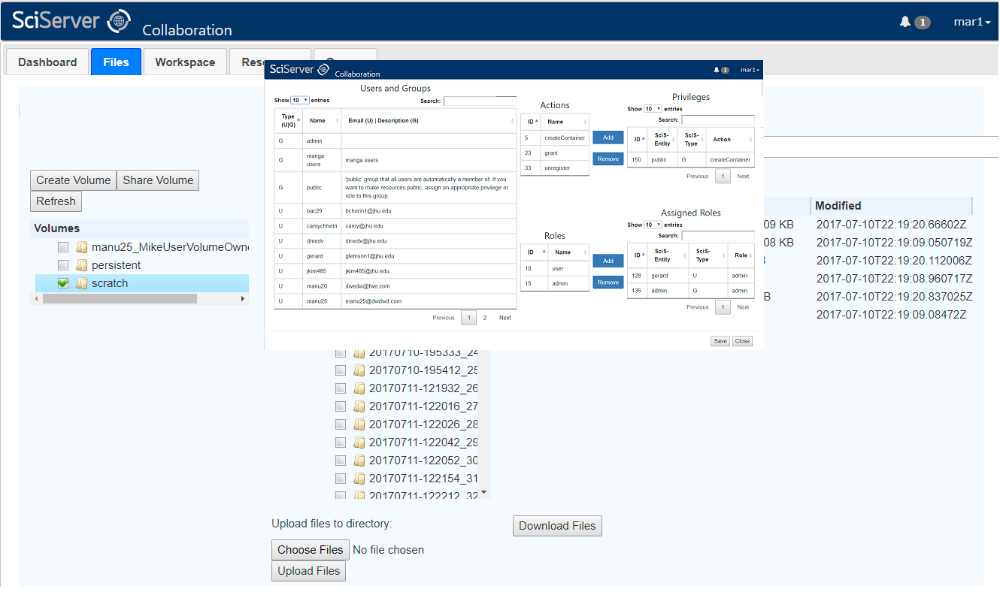 SciServer Collaboration 1 mar1
Dashboard Files Workspace
SciServer Collaboration 1 mar1
Users and Groups
Show 10 entries Search:
Type (U|G) Name Email (U) | Description (G)
G admin
G manga users manga users
G public 'public' group that all users are automatically a member of. If you
want to make resources public, assign an appropriate privilege or
role to this group.
U bac29 bcherin1@jhu.edu
U camychhetri camy@jhu.edu
U dmedv dmedv@jhu.edu
U gerard glemson1@jhu.edu
U jkim485 jkim485@jhu.edu
U manu20 dwedw@fwe.com
U manu25 manu25@dwdwd.com
Previous 1 2 Next
Actions
ID Name
5 createContainer
23 grant
33 unregister
Add
Remove
Privileges
Show 10 entries
Search:
ID SciS-Entity SciS-Type Action
150 public G createContainer
Previous 1 Next
Roles
ID Name
10 user
15 admin
Add
Remove
Assigned Roles
Show 10 entries
Search:
ID SciS-Entity SciS-Type Role
128 gerard U admin
135 admin G admin
Previous 1 Next
Save Close
Create Volume Share Volume
Refresh
Volumes
manu25_MikeUserVolumeOwne
persistent
scratch
20170710-195333_24
20170710-195412_25
20170711-121932_26
20170711-122016_27
20170711-122026_28
20170711-122042_29
20170711-122052_30
20170711-122154_31
20170711-122212_32
Modified
09 KB 2017-07-10T22:19:20.66602Z
08 KB 2017-07-10T22:19:09.050719Z
2017-07-10T22:19:20.112006Z
2017-07-10T22:19:08.960717Z
B 2017-07-10T22:19:20.837025Z
2017-07-10T22:19:09.08472Z
Upload files to directory:
Choose Files No file chosen
Upload Files
Download Files